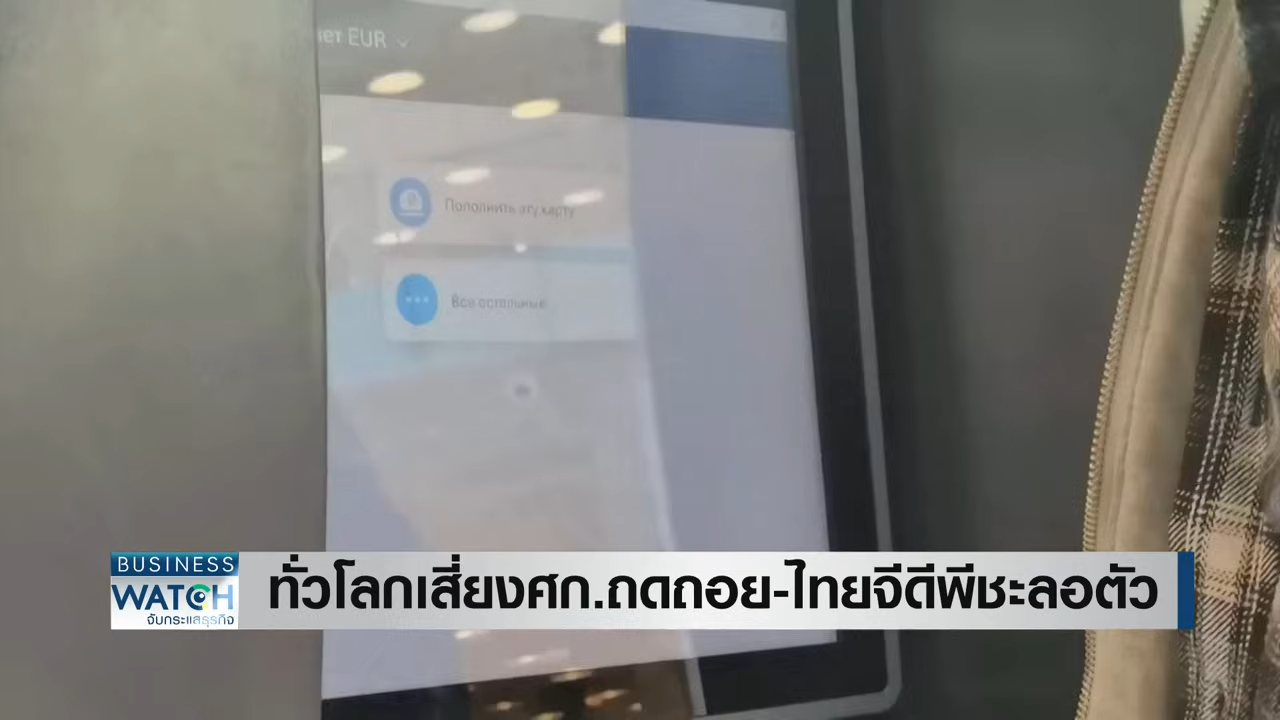 EUR
Пополнить эту карту
Все остальные
BUSINESS
WATCH
จับกระแสธุรกิจ
ทั่วโลกเสี่ยงศก.ถดถอย-ไทยจีดีพีชะลอตัว